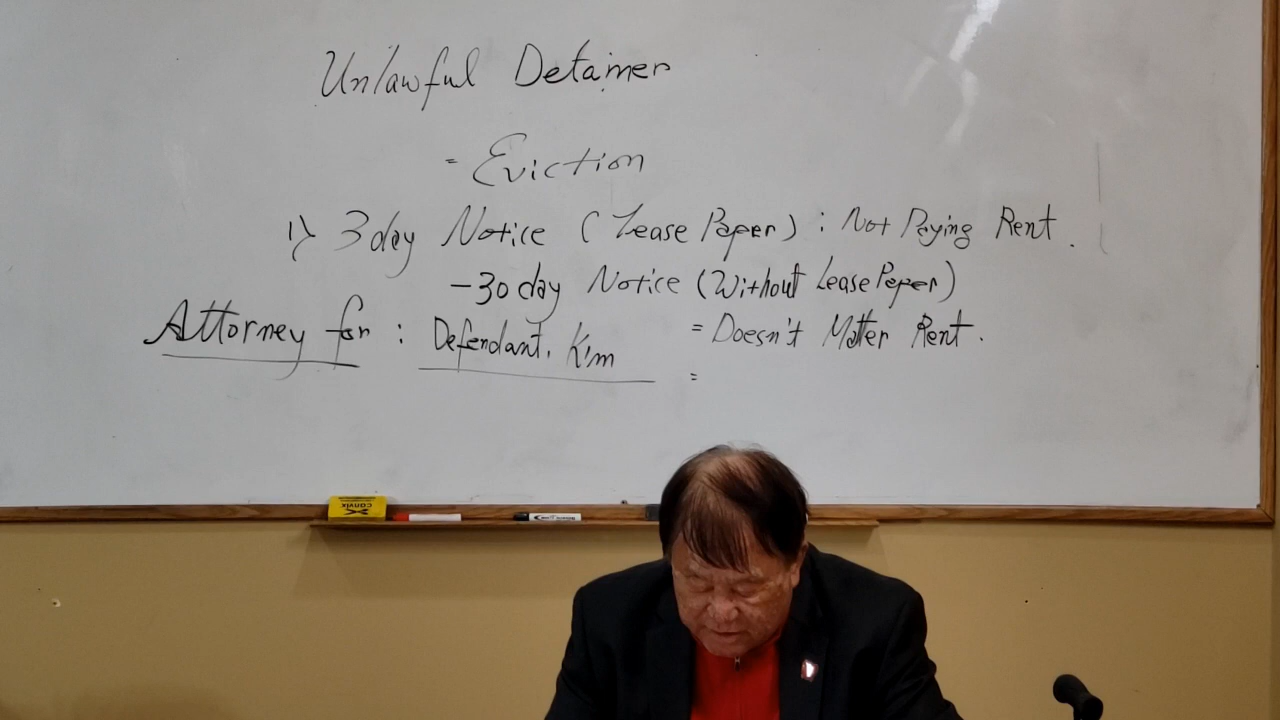 Unlawful Detainer
= Eviction
1> 3 day Notice (Lease Paper) : Not Paying Rent.
- 30 day Notice (Without Lease Paper)
= Doesn't Matter Rent.
=
Attorney for : Defendant, Kim
canvix